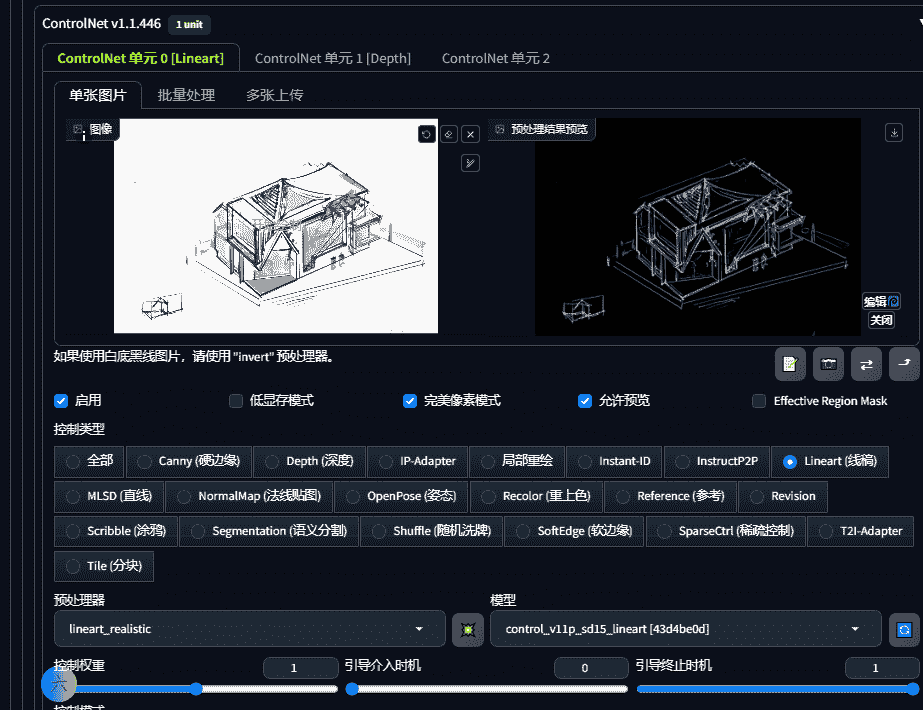 ControlNet v1.1.446 1 unit
ControlNet 单元 0 [Lineart] ControlNet 单元 1 [Depth] ControlNet 单元 2
单张图片 批量处理 多张上传
图像 预处理结果预览
编辑
关闭
如果使用白底黑线图片，请使用 "invert" 预处理器。
启用 低显存模式 完美像素模式 允许预览 Effective Region Mask
控制类型
全部 Canny (硬边缘) Depth (深度) IP-Adapter 局部重绘 Instant-ID InstructP2P Lineart (线稿)
MLSD (直线) NormalMap (法线贴图) OpenPose (姿态) Recolor (重上色) Reference (参考) Revision
Scribble (涂鸦) Segmentation (语义分割) Shuffle (随机洗牌) SoftEdge (软边缘) SparseCtrl (稀疏控制) T2I-Adapter
Tile (分块)
预处理器 模型
lineart_realistic control_v11p_sd15_lineart [43d4be0d]
控制权重 1 引导介入时机 0 引导终止时机 1
控制模式